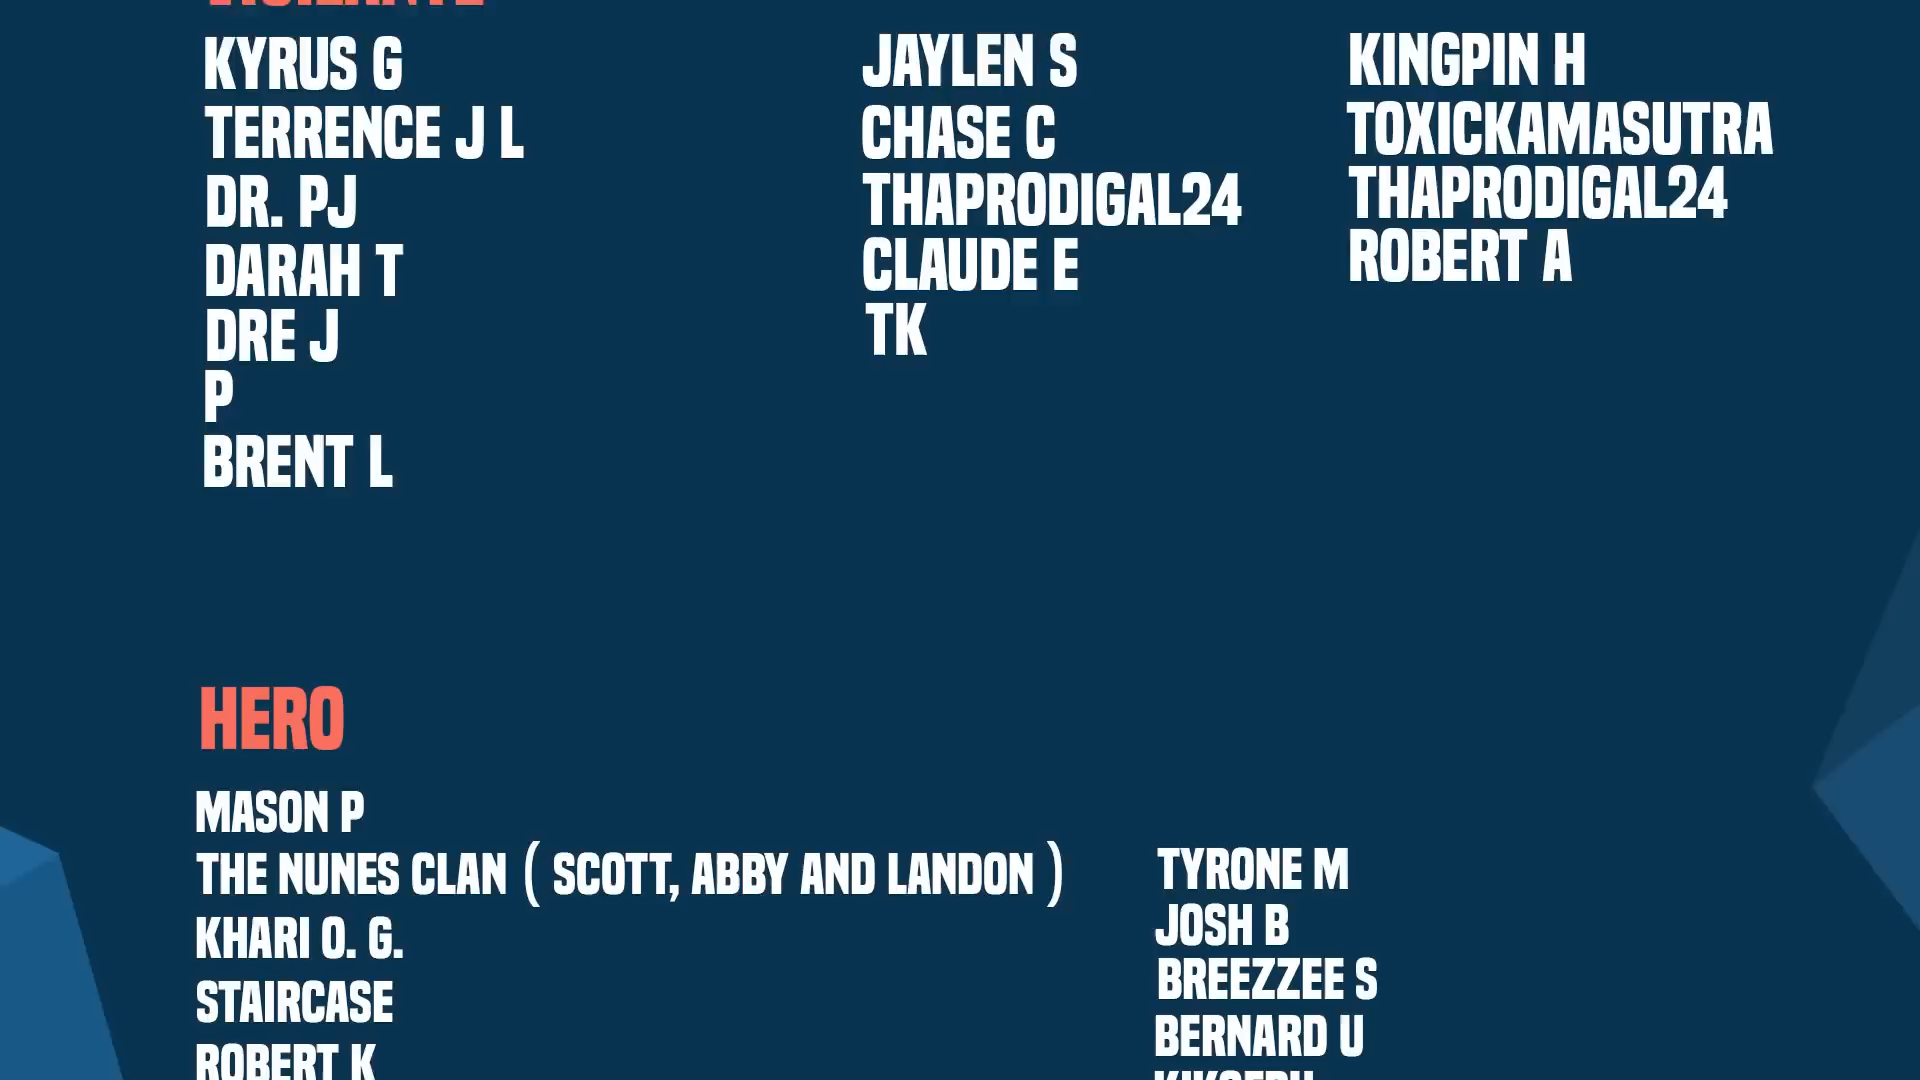 VIGILANTE
KYRUS G
TERRENCE J L
DR. PJ
DARAH T
DRE J
P
BRENT L
JAYLEN S
CHASE C
THAPRODIGAL24
CLAUDE E
TK
KINGPIN H
TOXICKAMASUTRA
THAPRODIGAL24
ROBERT A
HERO
MASON P
THE NUNES CLAN ( SCOTT, ABBY AND LANDON )
KHARI O. G.
STAIRCASE
ROBERT K
TYRONE M
JOSH B
BREEZZEE S
BERNARD U